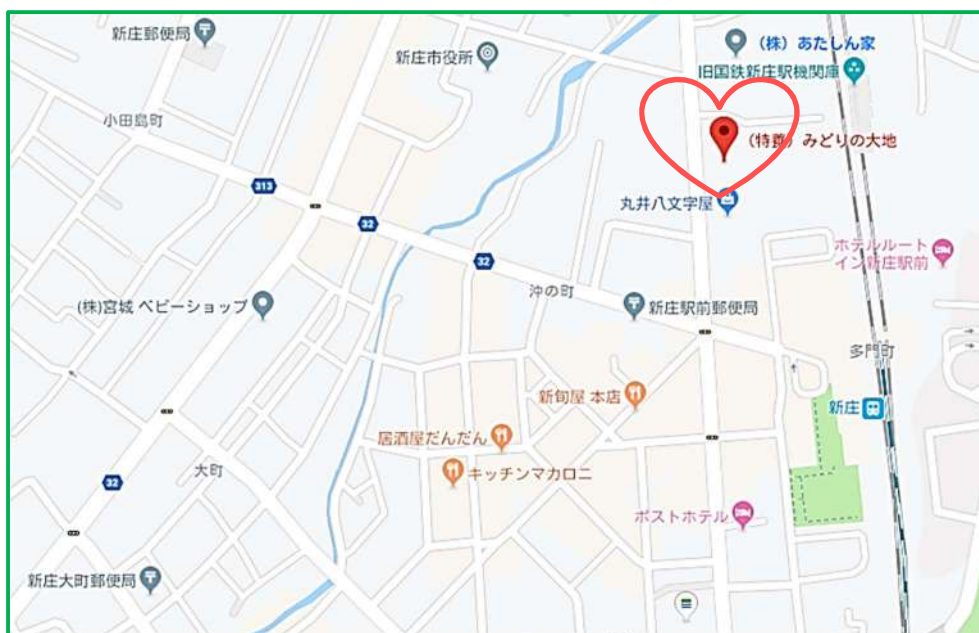 新庄郵便局
新庄市役所
(株) あたしん家
旧国鉄新庄駅機関庫
小田島町
(特養) みどりの大地
313
丸井八文字屋
32
32
ホテルルート
イン新庄駅前
沖の町
(株)宮城 ベビーショップ
新庄駅前郵便局
多門町
新旬屋 本店
新庄
居酒屋だんだん
キッチンマカロニ
大町
32
ポストホテル
新庄大町郵便局